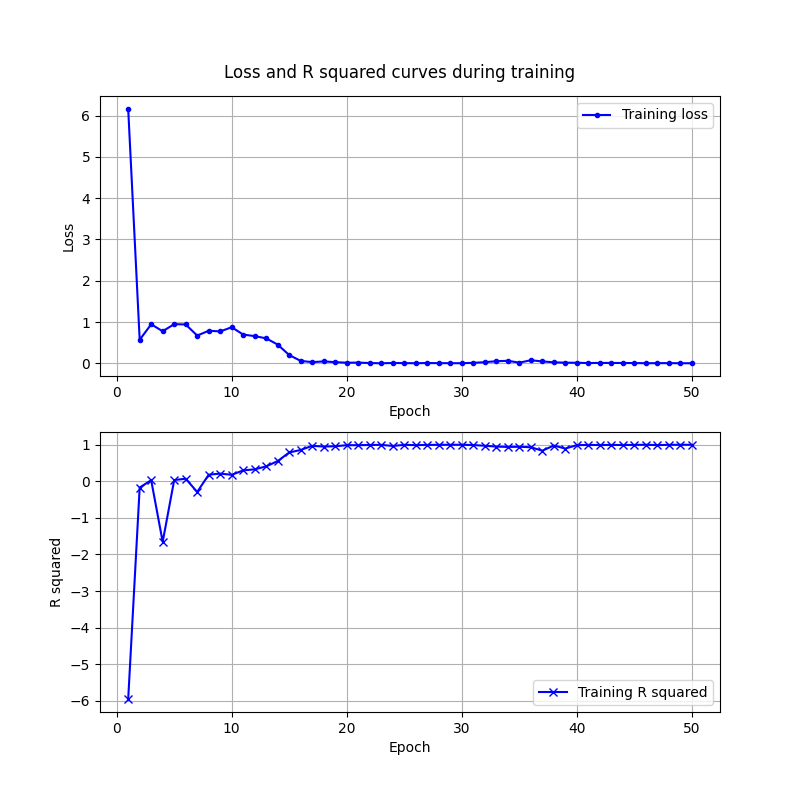 Loss and R squared curves during training
6
5
4
3
2
1
0
Loss
Training loss
0 10 20 30 40 50
Epoch
1
0
−1
−2
−3
−4
−5
−6
R squared
Training R squared
0 10 20 30 40 50
Epoch